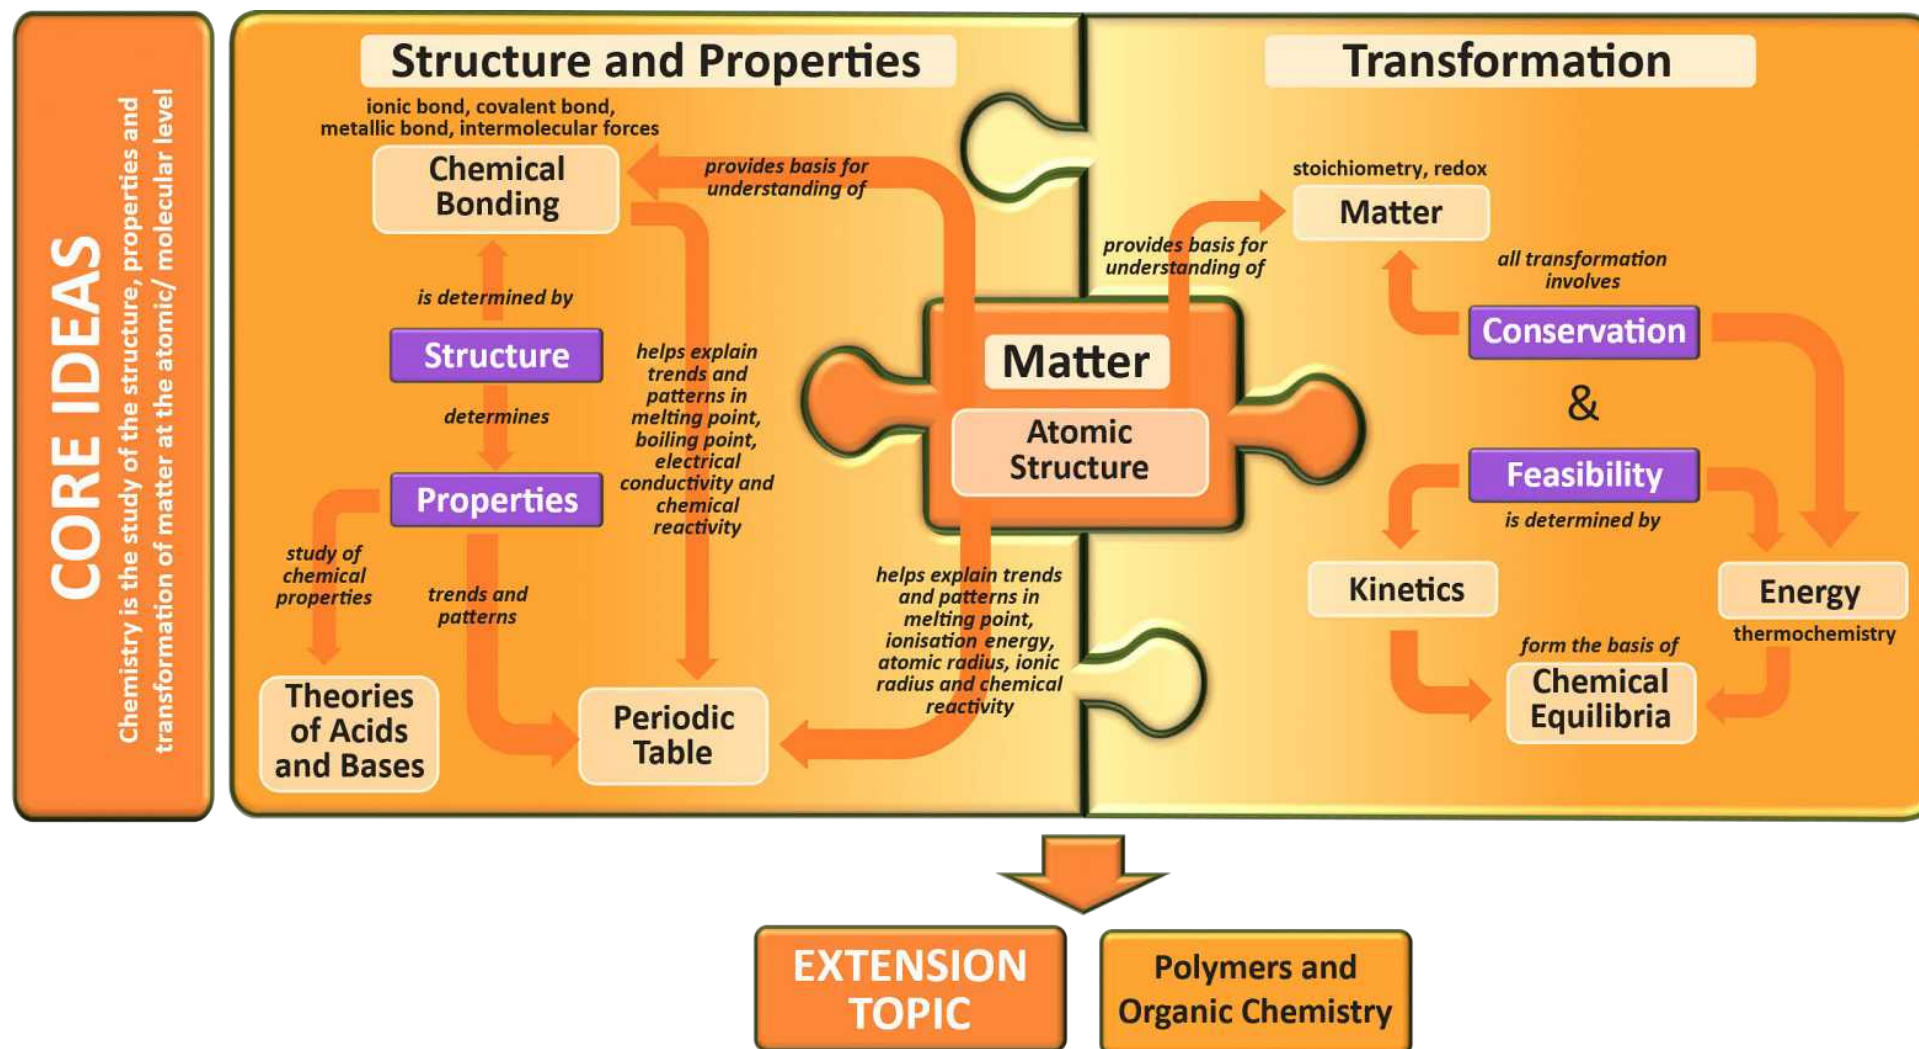 CORE IDEAS
Chemistry is the study of the structure, properties and
transformation of matter at the atomic/ molecular level
Structure and Properties
ionic bond, covalent bond,
metallic bond, intermolecular forces
Chemical
Bonding
provides basis for
understanding of
is determined by
Structure
determines
Properties
helps explain
trends and
patterns in
melting point,
boiling point,
electrical
conductivity and
chemical
reactivity
study of
chemical
properties
trends and
patterns
Theories
of Acids
and Bases
Periodic
Table
Matter
Atomic
Structure
helps explain trends
and patterns in
melting point,
ionisation energy,
atomic radius, ionic
radius and chemical
reactivity
Transformation
stoichiometry, redox
Matter
provides basis for
understanding of
all transformation
involves
Conservation
&
Feasibility
is determined by
Kinetics
Energy
thermochemistry
form the basis of
Chemical
Equilibria
EXTENSION
TOPIC
Polymers and
Organic Chemistry